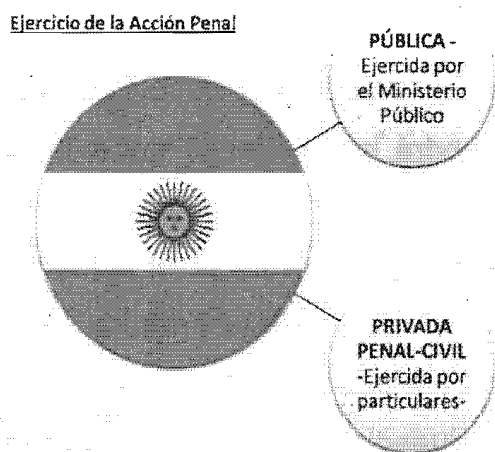 Ejercicio de la Acción Penal
PÚBLICA -
Ejercida por
el Ministerio
Público
PRIVADA
PENAL-CIVIL
-Ejercida por
particulares-